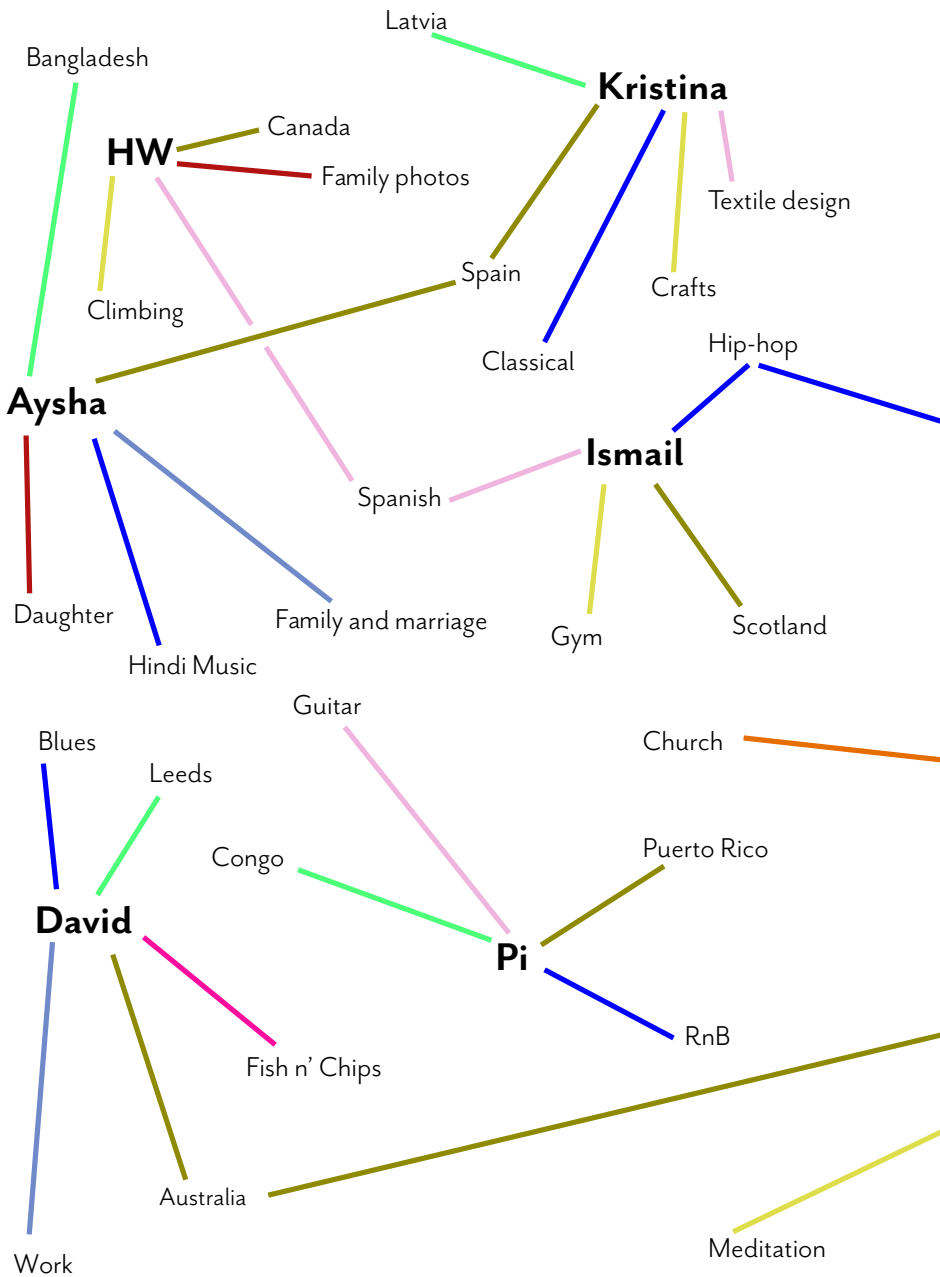 Latvia
Bangladesh
Kristina
Canada
HW
Family photos
Textile design
Spain
Crafts
Climbing
Hip-hop
Classical
Aysha
Ismail
Spanish
Daughter
Family and marriage
Scotland
Gym
Hindi Music
Guitar
Blues
Church
Leeds
Puerto Rico
Congo
David
Pi
RnB
Fish n’ Chips
Australia
Meditation
Work